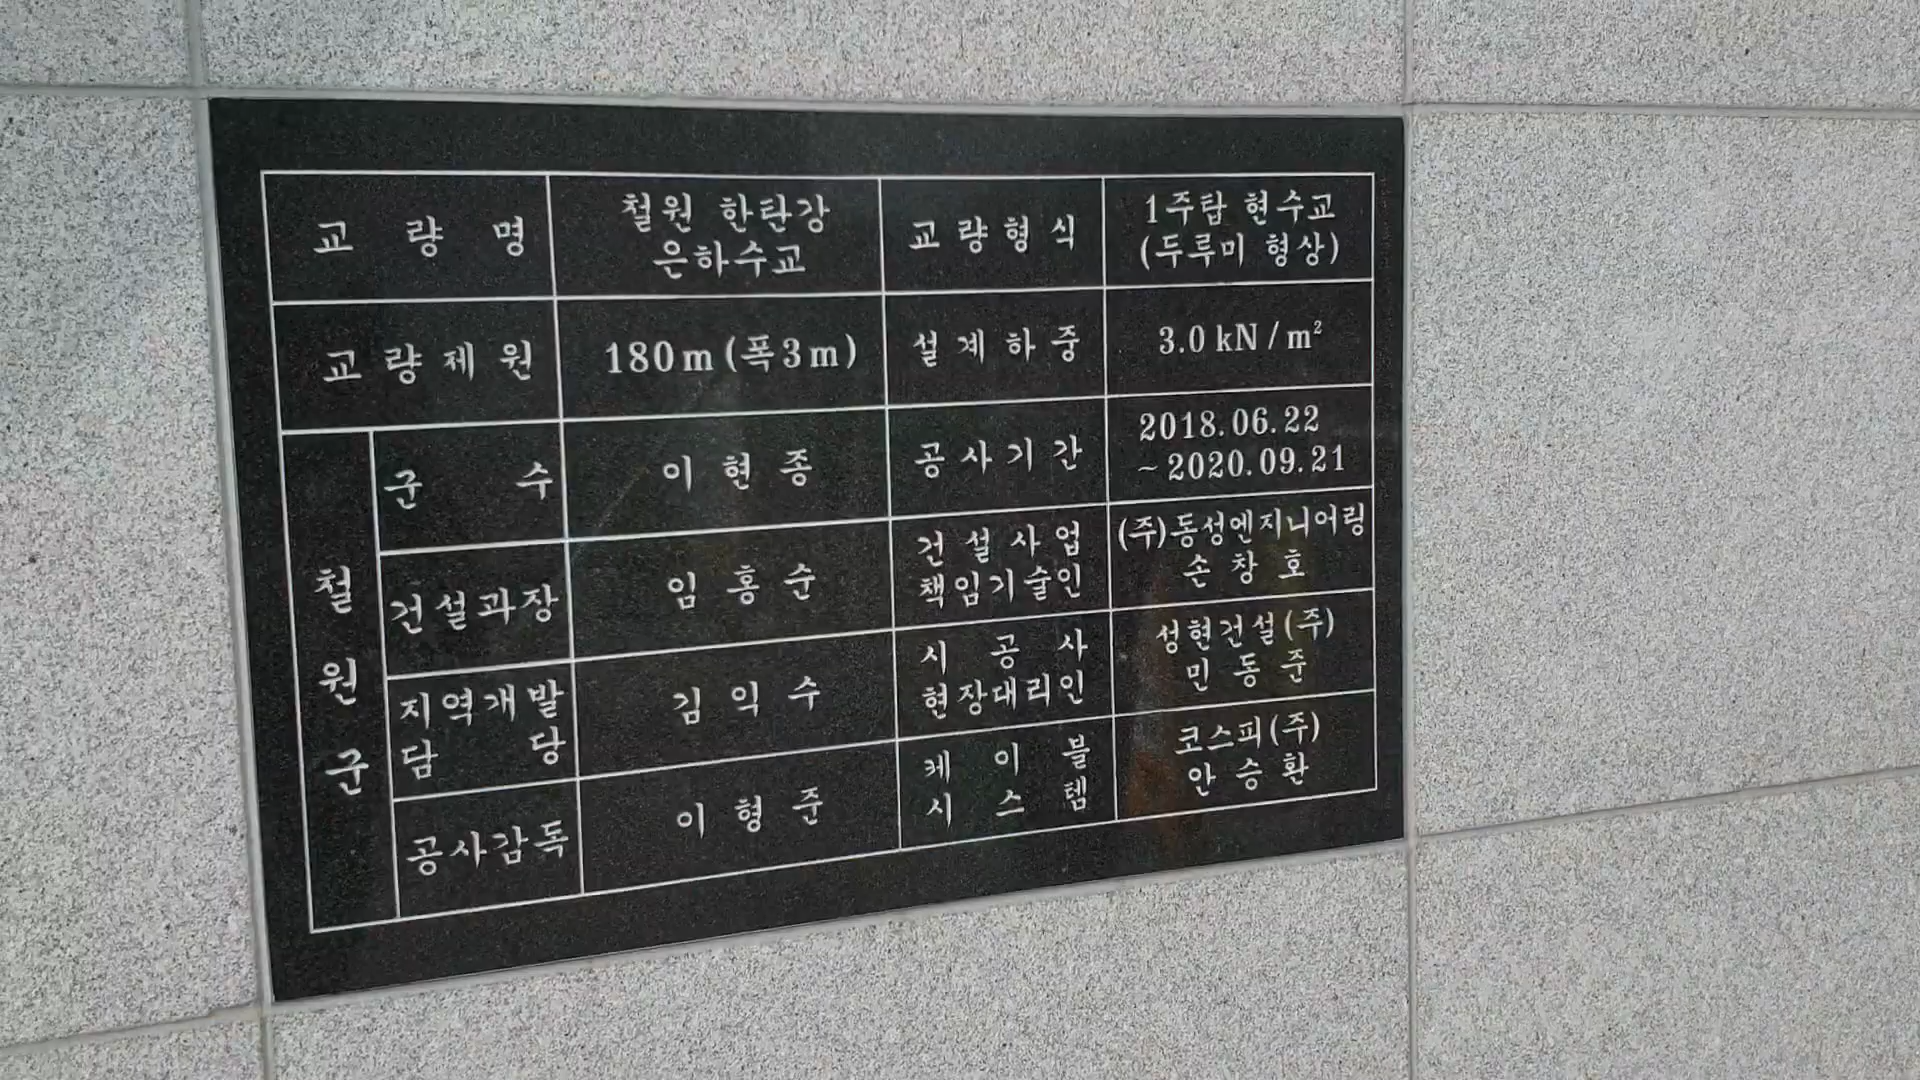 교량명 철원 한탄강 교량형식 1주탑 현수교
은하수교 (두루미 형상)
교량제원 180m(폭3m) 설계하중 3.0 kN/m²
철원군
군수 이현종 공사기간 2018.06.22
~2020.09.21
건설과장 임홍순 건설사업 (주)동성엔지니어링
책임기술인 손창호
지역개발 김익수 시공사 성현건설(주)
담당 현장대리인 민동준
공사감독 이형준 케이블 코스피(주)
시스템 안승환